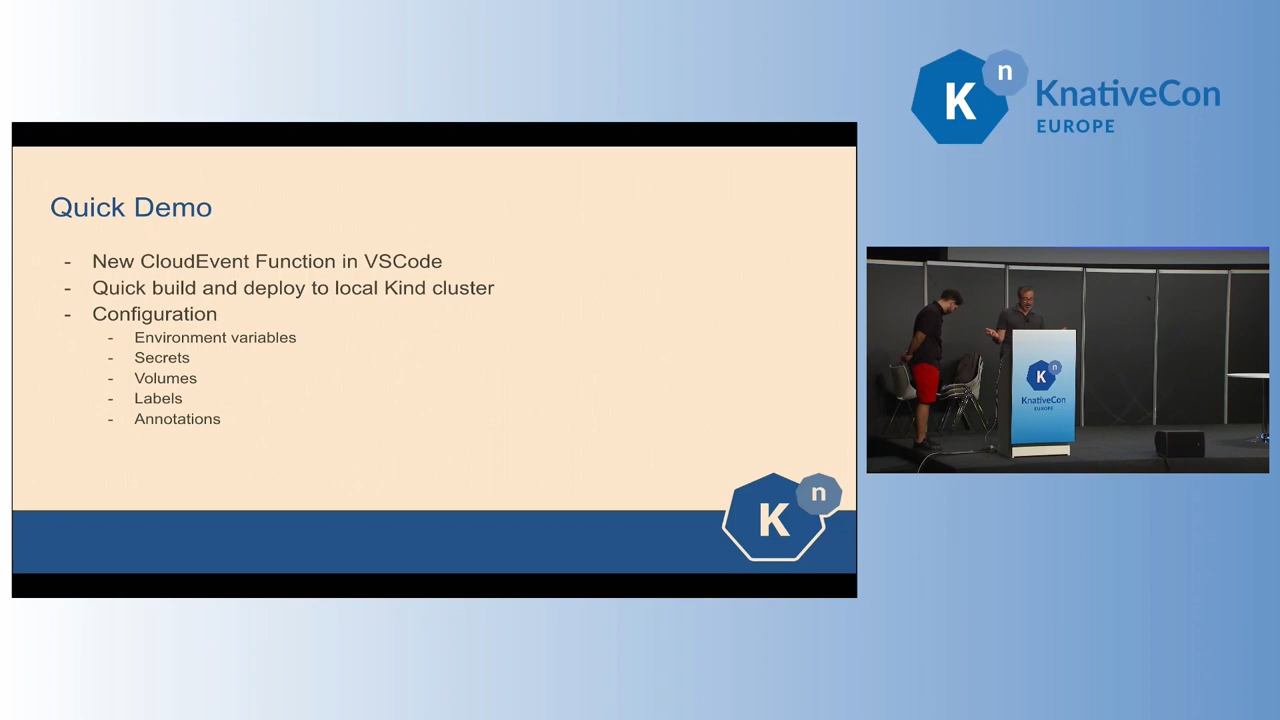 K n
KnativeCon
EUROPE
Quick Demo
- New CloudEvent Function in VSCode
- Quick build and deploy to local Kind cluster
- Configuration
- Environment variables
- Secrets
- Volumes
- Labels
- Annotations
K n
K n
KnativeCon
EUROPE